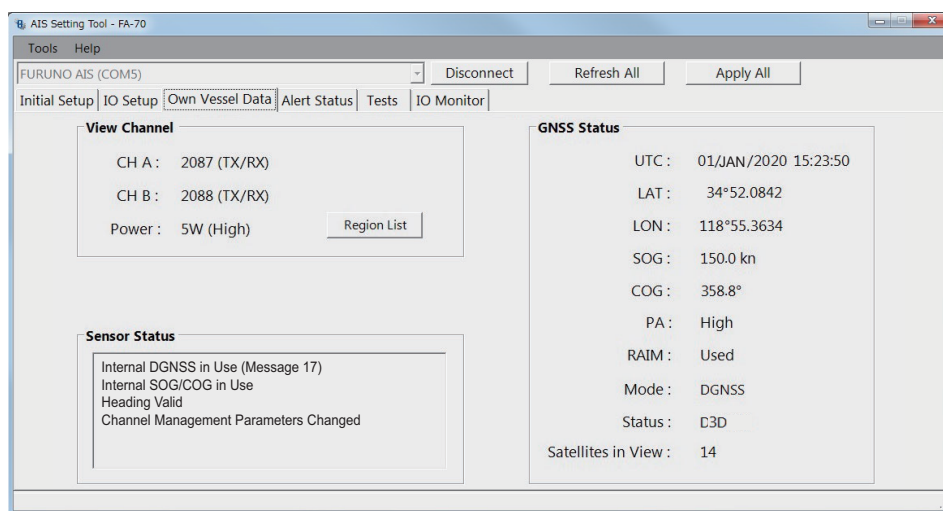 AIS Setting Tool - FA-70
Tools Help
FURUNO AIS (COM5) Disconnect Refresh All Apply All
Initial Setup IO Setup Own Vessel Data Alert Status Tests IO Monitor
View Channel
CH A : 2087 (TX/RX)
CH B : 2088 (TX/RX)
Power : 5W (High) Region List
Sensor Status
Internal DGNSS in Use (Message 17)
Internal SOG/COG in Use
Heading Valid
Channel Management Parameters Changed
GNSS Status
UTC : 01/JAN/2020 15:23:50
LAT : 34°52.0842
LON : 118°55.3634
SOG : 150.0 kn
COG : 358.8°
PA : High
RAIM : Used
Mode : DGNSS
Status : D3D
Satellites in View : 14